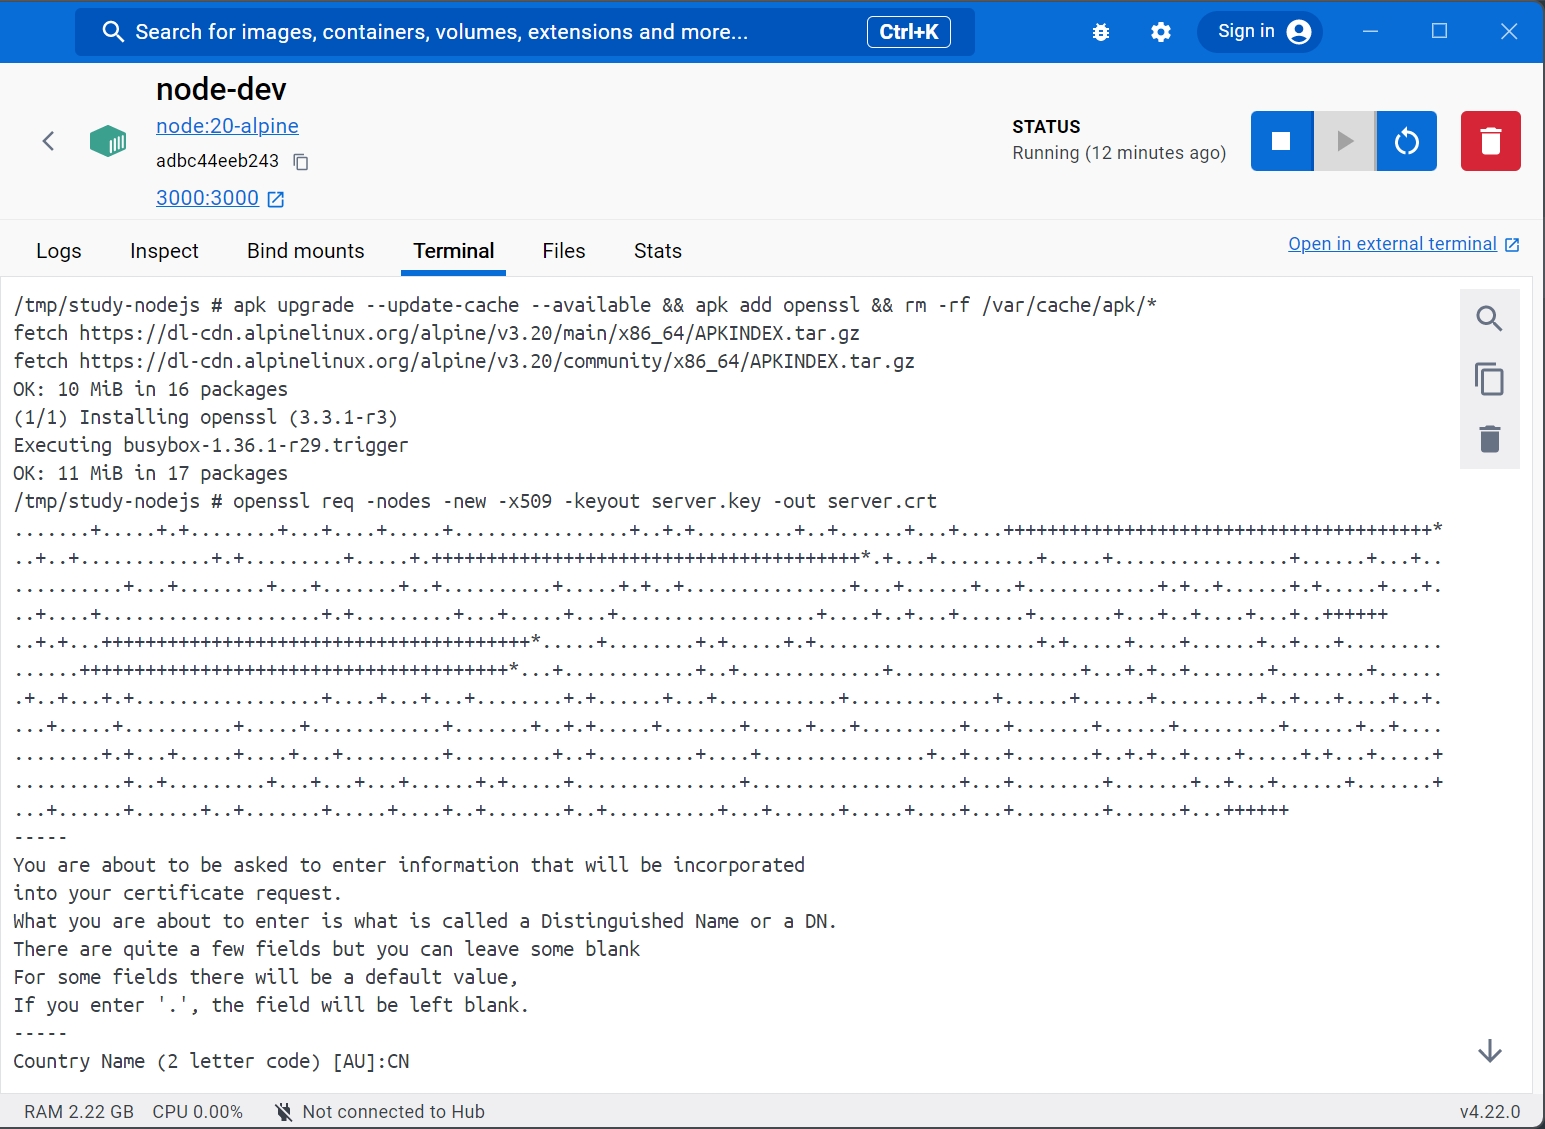 Search for images, containers, volumes, extensions and more... Ctrl+K Sign in
node-dev
node:20-alpine
adbc44eeb243
3000:3000
STATUS
Running (12 minutes ago)
Logs Inspect Bind mounts Terminal Files Stats Open in external terminal
/tmp/study-nodejs # apk upgrade --update-cache --available && apk add openssl && rm -rf /var/cache/apk/*
fetch https://dl-cdn.alpinelinux.org/alpine/v3.20/main/x86_64/APKINDEX.tar.gz
fetch https://dl-cdn.alpinelinux.org/alpine/v3.20/community/x86_64/APKINDEX.tar.gz
OK: 10 MiB in 16 packages
(1/1) Installing openssl (3.3.1-r3)
Executing busybox-1.36.1-r29.trigger
OK: 11 MiB in 17 packages
/tmp/study-nodejs # openssl req -nodes -new -x509 -keyout server.key -out server.crt
-----
You are about to be asked to enter information that will be incorporated
into your certificate request.
What you are about to enter is what is called a Distinguished Name or a DN.
There are quite a few fields but you can leave some blank
For some fields there will be a default value,
If you enter '.', the field will be left blank.
-----
Country Name (2 letter code) [AU]:CN
RAM 2.22 GB CPU 0.00% Not connected to Hub v4.22.0